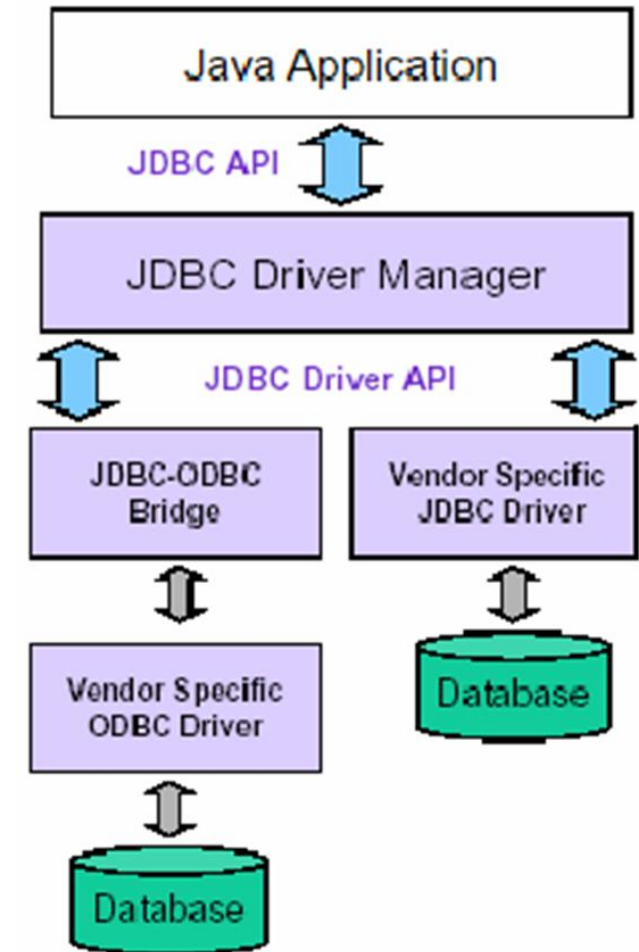 Java Application
JDBC API
JDBC Driver Manager
JDBC Driver API
JDBC-ODBC
Bridge
Vendor Specific
JDBC Driver
Vendor Specific
ODBC Driver
Database
Database